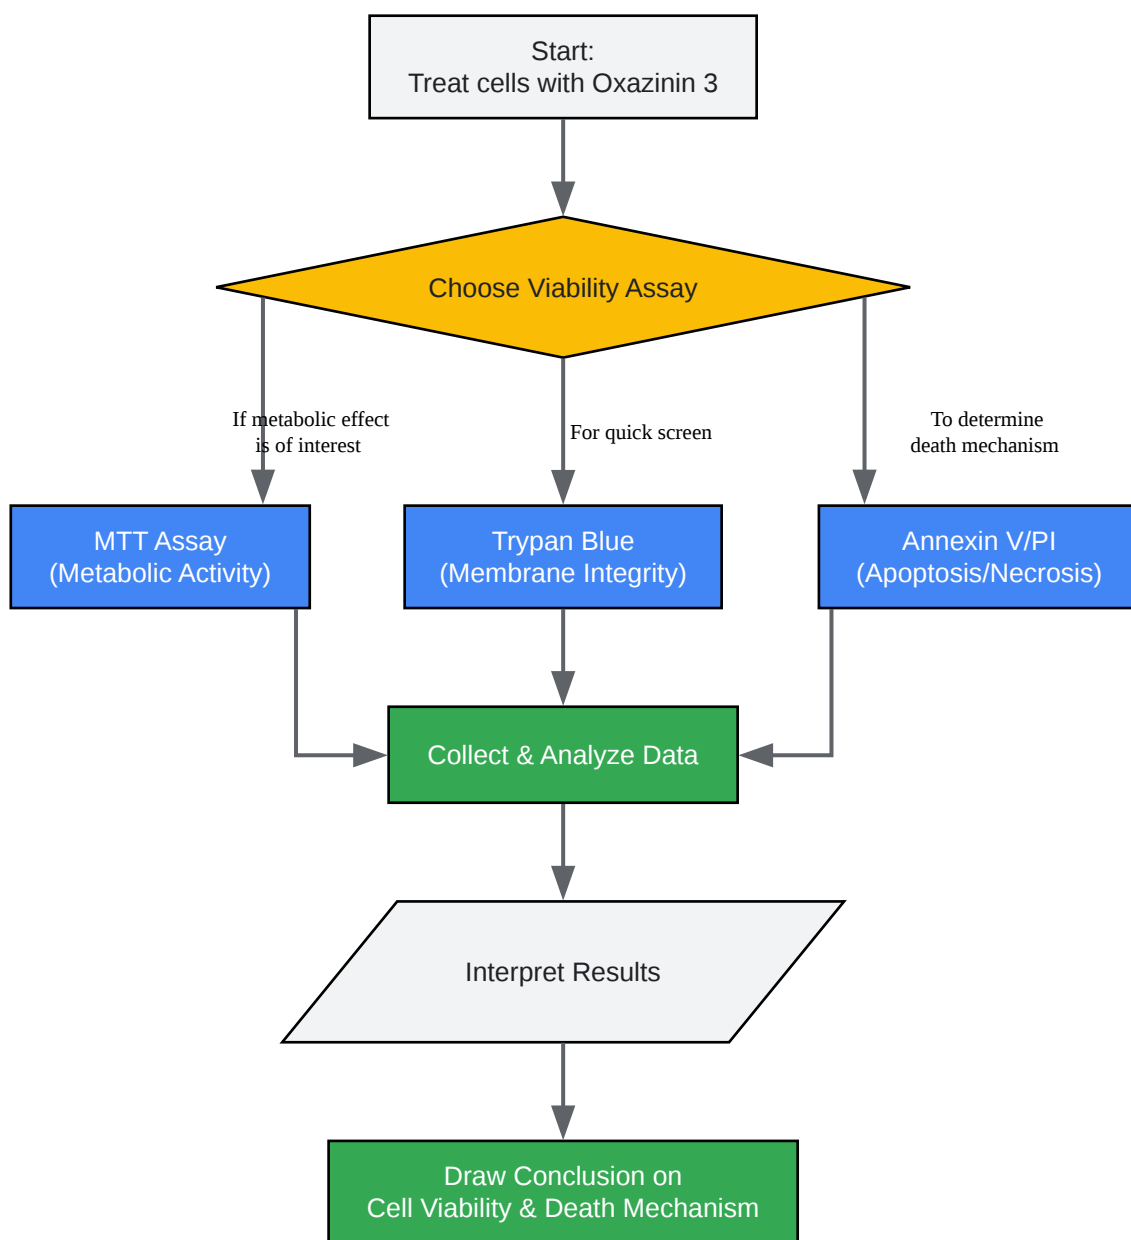 Start:
Treat cells with Oxazinin 3
Choose Viability Assay
If metabolic effect
is of interest
For quick screen
To determine
death mechanism
MTT Assay
(Metabolic Activity)
Trypan Blue
(Membrane Integrity)
Annexin V/PI
(Apoptosis/Necrosis)
Collect & Analyze Data
Interpret Results
Draw Conclusion on
Cell Viability & Death Mechanism